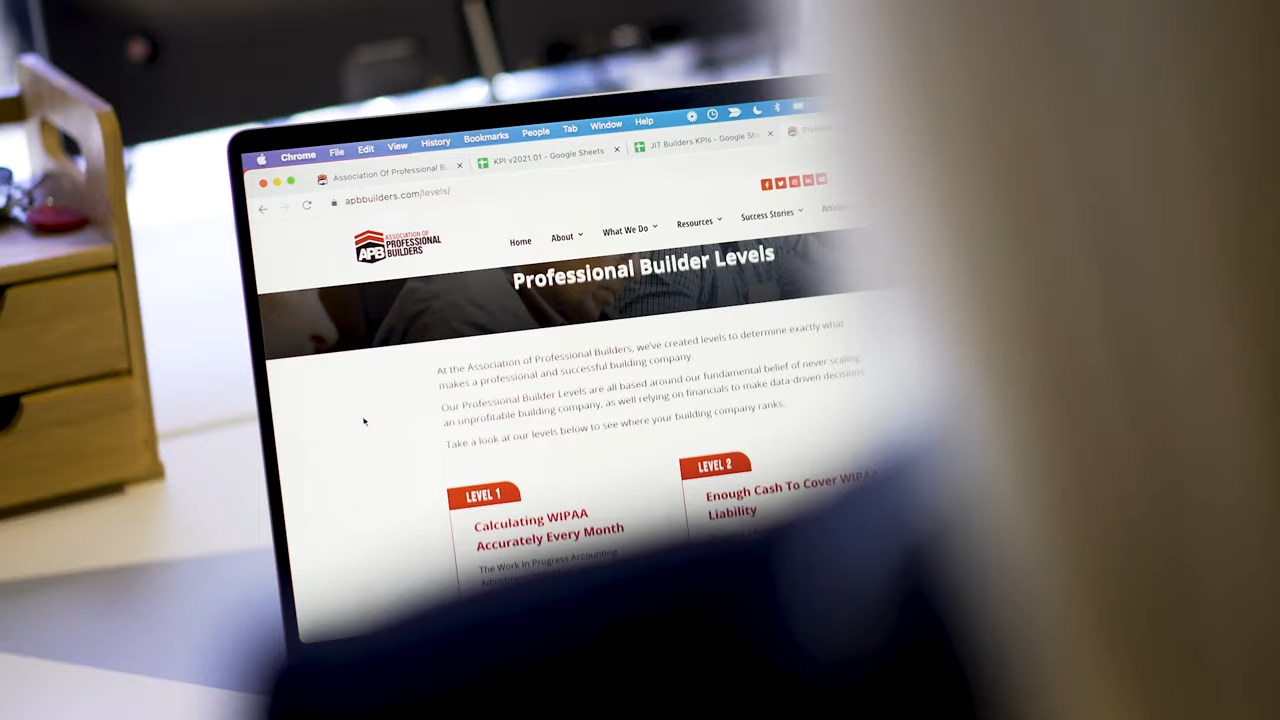 Chrome File Edit View History Bookmarks People Tab Window Help
Association Of Professional B
KPI v2021.01 - Google Sheets
JIT Builders KPIs - Google Sh
apbbuilders.com/levels/
APB ASSOCIATION OF
PROFESSIONAL
BUILDERS
Home About What We Do Resources Success Stories Article
Professional Builder Levels
At the Association of Professional Builders, we've created levels to determine exactly what
makes a professional and successful building company.
Our Professional Builder Levels are all based around our fundamental belief of never scaling
an unprofitable building company, as well relying on financials to make data-driven decisions
Take a look at our levels below to see where your building company ranks.
LEVEL 1
Calculating WIPAA
Accurately Every Month
The Work in Progress Accounting
LEVEL 2
Enough Cash To Cover WIPAA
Liability